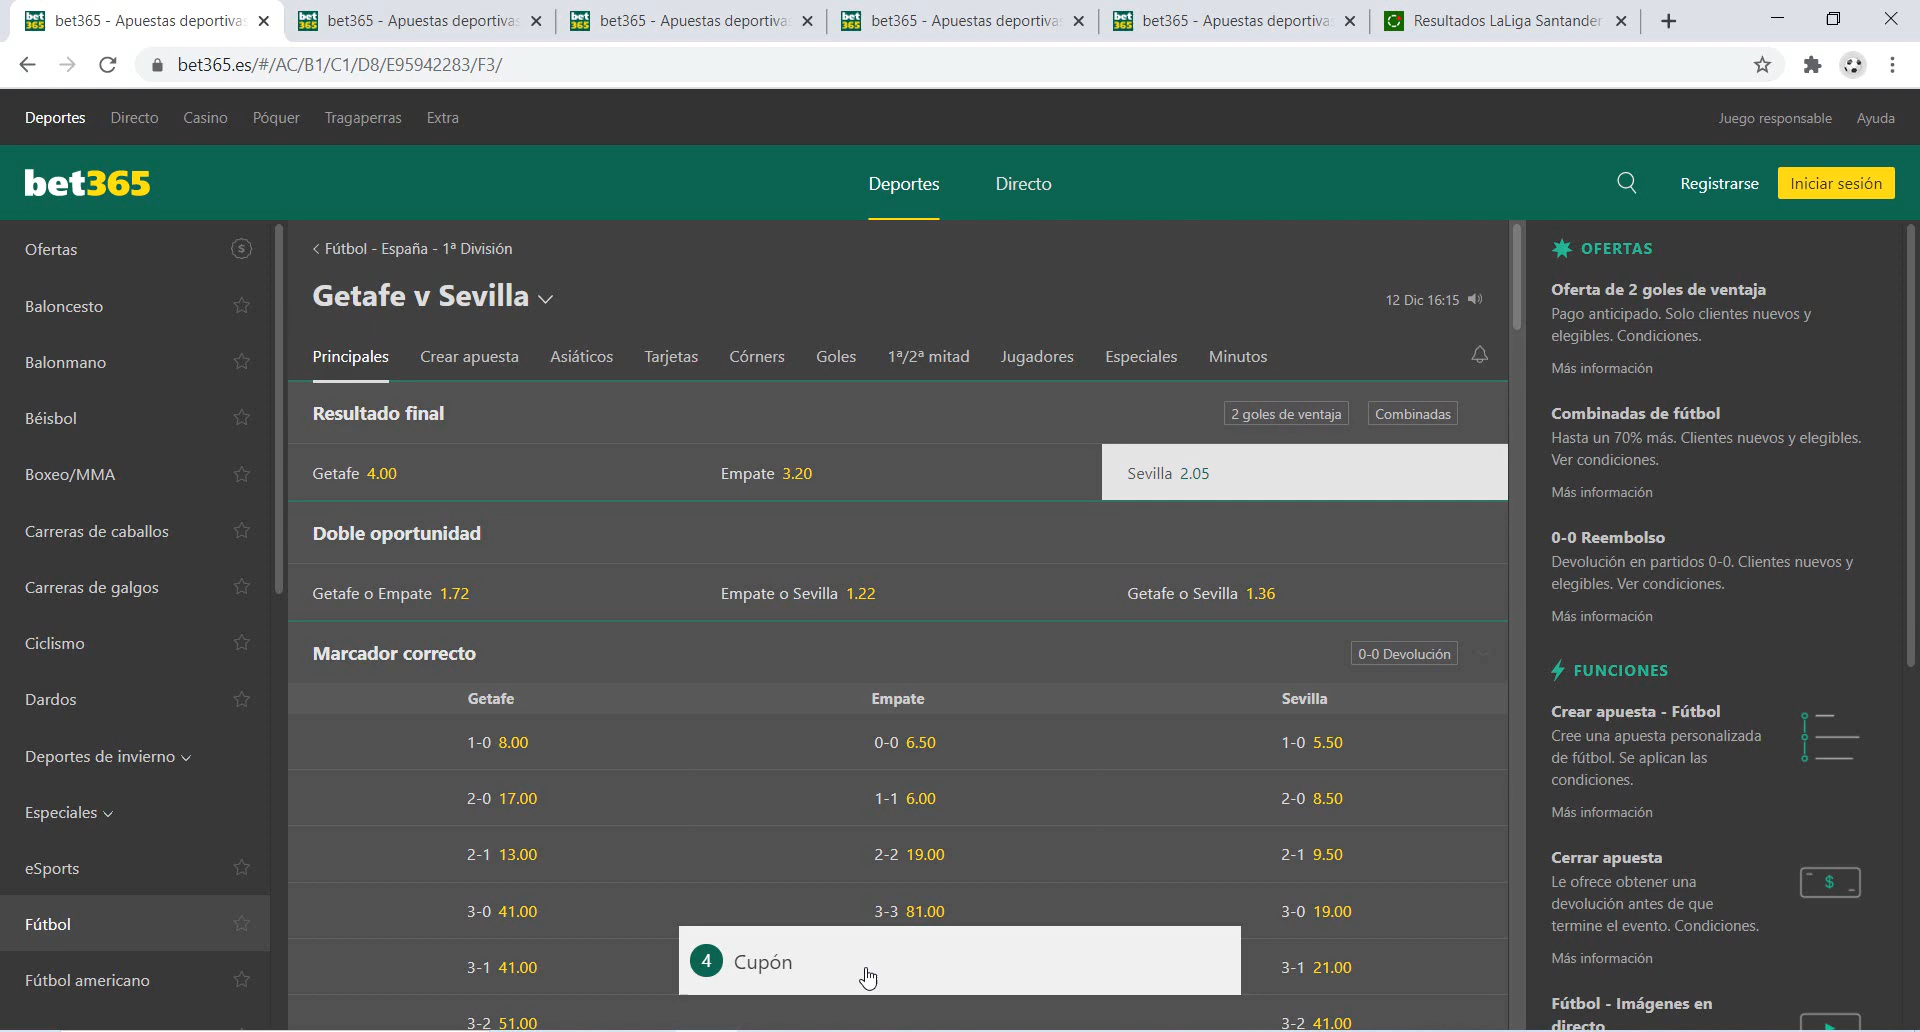 bet365 - Apuestas deportivas
bet365 - Apuestas deportivas
bet365 - Apuestas deportivas
bet365 - Apuestas deportivas
bet365 - Apuestas deportivas
Resultados LaLiga Santander
bet365.es/#/AC/B1/C1/D8/E95942283/F3/
Deportes Directo Casino Póquer Tragaperras Extra
Juego responsable Ayuda
bet365
Deportes Directo
Registrarse Iniciar sesión
Ofertas
Baloncesto
Balonmano
Béisbol
Boxeo/MMA
Carreras de caballos
Carreras de galgos
Ciclismo
Dardos
Deportes de invierno
Especiales
eSports
Fútbol
Fútbol americano
< Fútbol - España - 1ª División
Getafe v Sevilla
12 Dic 16:15
Principales Crear apuesta Asiáticos Tarjetas Córners Goles 1ª/2ª mitad Jugadores Especiales Minutos
Resultado final 2 goles de ventaja Combinadas
Getafe 4.00 Empate 3.20 Sevilla 2.05
Doble oportunidad
Getafe o Empate 1.72 Empate o Sevilla 1.22 Getafe o Sevilla 1.36
Marcador correcto 0-0 Devolución
Getafe Empate Sevilla
1-0 8.00 0-0 6.50 1-0 5.50
2-0 17.00 1-1 6.00 2-0 8.50
2-1 13.00 2-2 19.00 2-1 9.50
3-0 41.00 3-3 81.00 3-0 19.00
3-1 41.00 3-1 21.00
3-2 51.00 3-2 41.00
4 Cupón
OFERTAS
Oferta de 2 goles de ventaja
Pago anticipado. Solo clientes nuevos y
elegibles. Condiciones.
Más información
Combinadas de fútbol
Hasta un 70% más. Clientes nuevos y elegibles.
Ver condiciones.
Más información
0-0 Reembolso
Devolución en partidos 0-0. Clientes nuevos y
elegibles. Ver condiciones.
Más información
FUNCIONES
Crear apuesta - Fútbol
Cree una apuesta personalizada
de fútbol. Se aplican las
condiciones.
Más información
Cerrar apuesta
Le ofrece obtener una
devolución antes de que
termine el evento. Condiciones.
Más información
Fútbol - Imágenes en
directo